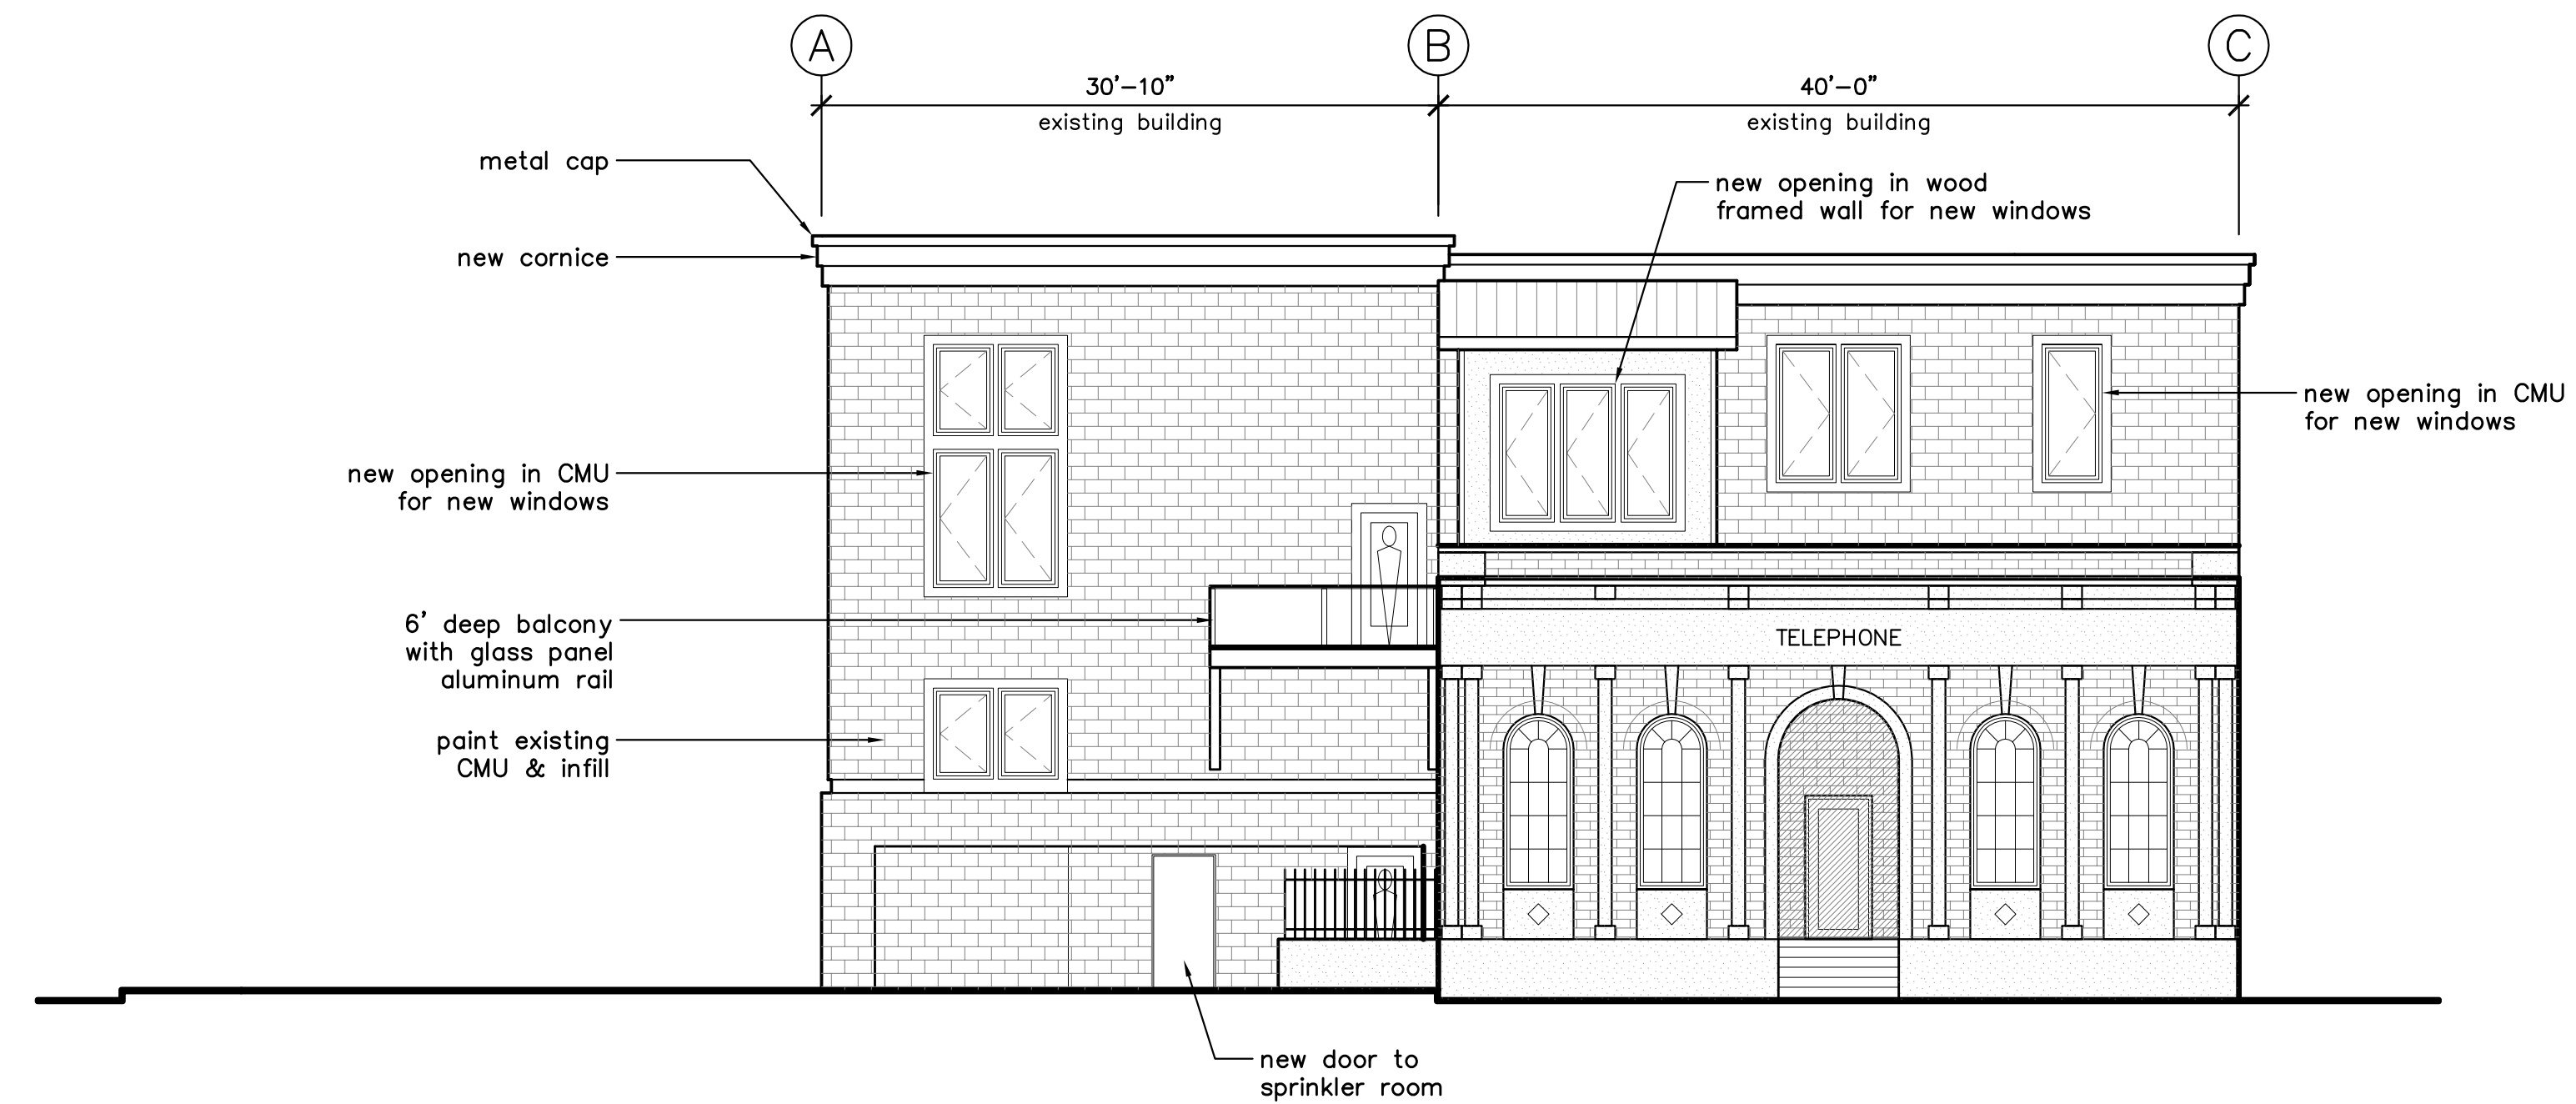 A
B
C
30'-10"
existing building
40'-0"
existing building
metal cap
new cornice
new opening in wood
framed wall for new windows
new opening in CMU
for new windows
new opening in CMU
for new windows
6' deep balcony
with glass panel
aluminum rail
TELEPHONE
paint existing
CMU & infill
new door to
sprinkler room